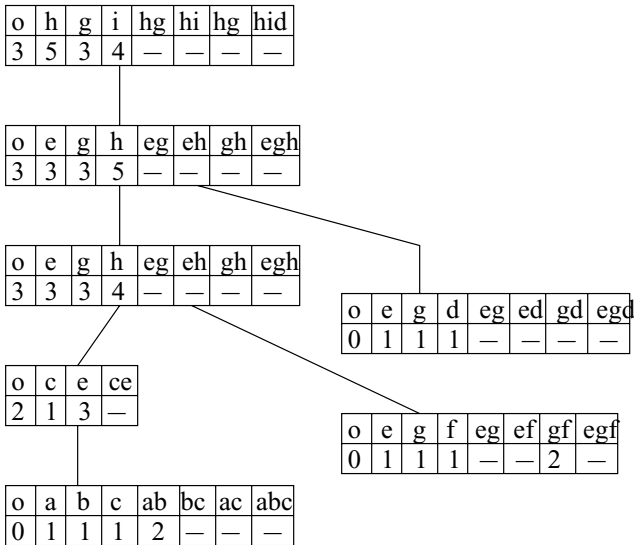 o h g i hg hi hg hid
3 5 3 4 — — — —
o e g h eg eh gh egh
3 3 3 5 — — — —
o e g h eg eh gh egh
3 3 3 4 — — — —
o e g d eg ed gd egd
0 1 1 1 — — — —
o c e ce
2 1 3 —
o e g f eg ef gf egf
0 1 1 1 — — 2 —
o a b c ab bc ac abc
0 1 1 1 2 — — —